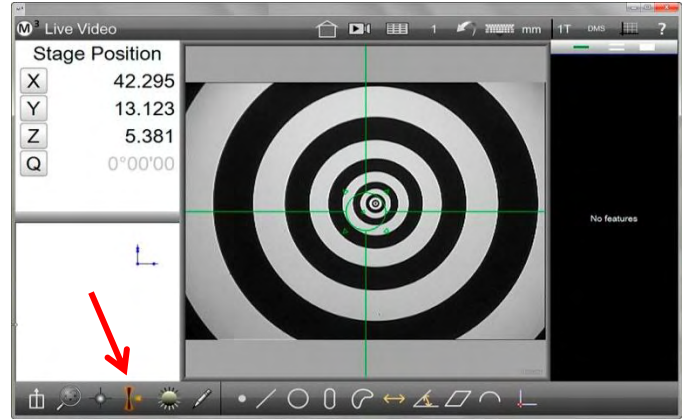 M³ Live Video
1 mm 1T DMS ?
Stage Position
X 42.295
Y 13.123
Z 5.381
Q 0°00'00
No features